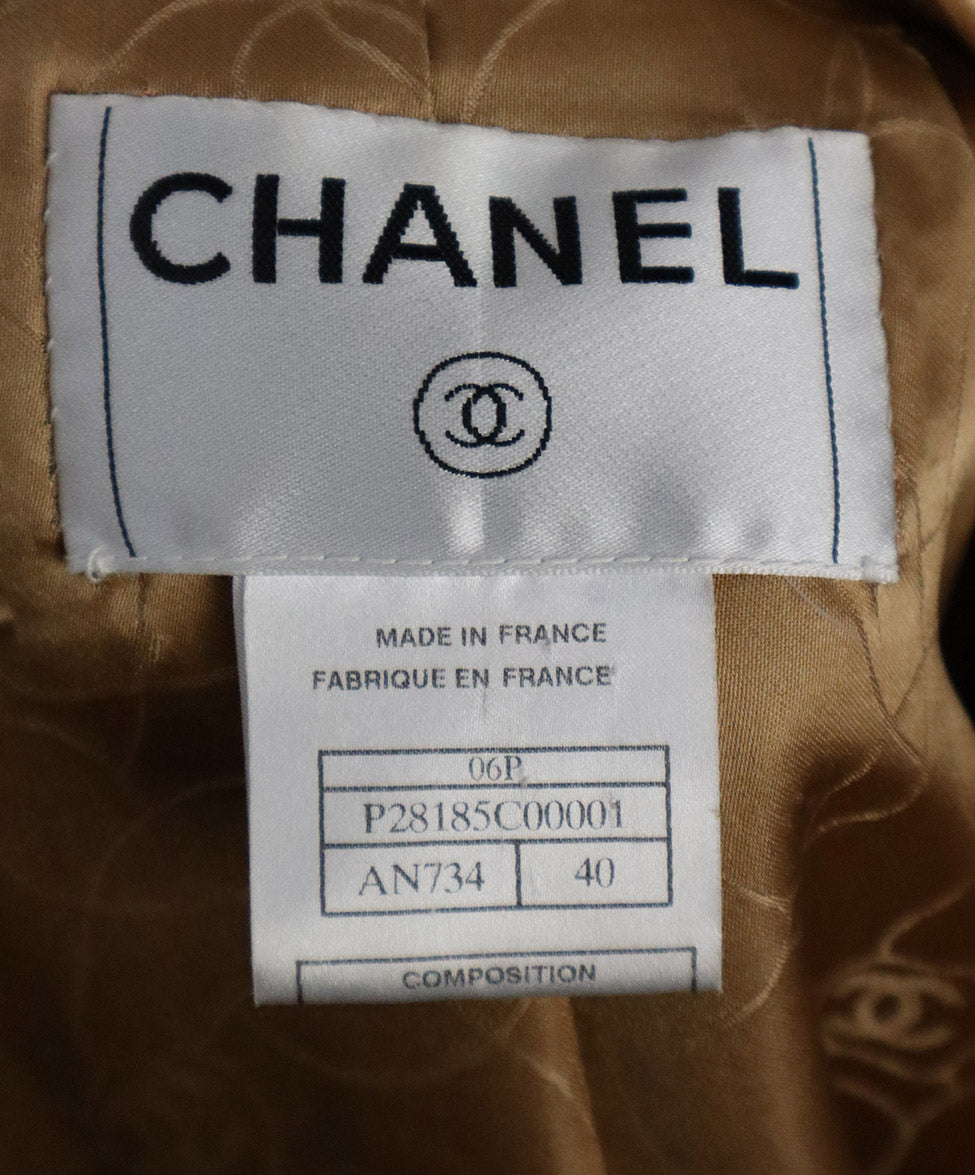 CHANEL
MADE IN FRANCE
FABRIQUE EN FRANCE
06P
P28185C00001
AN734 40
COMPOSITION